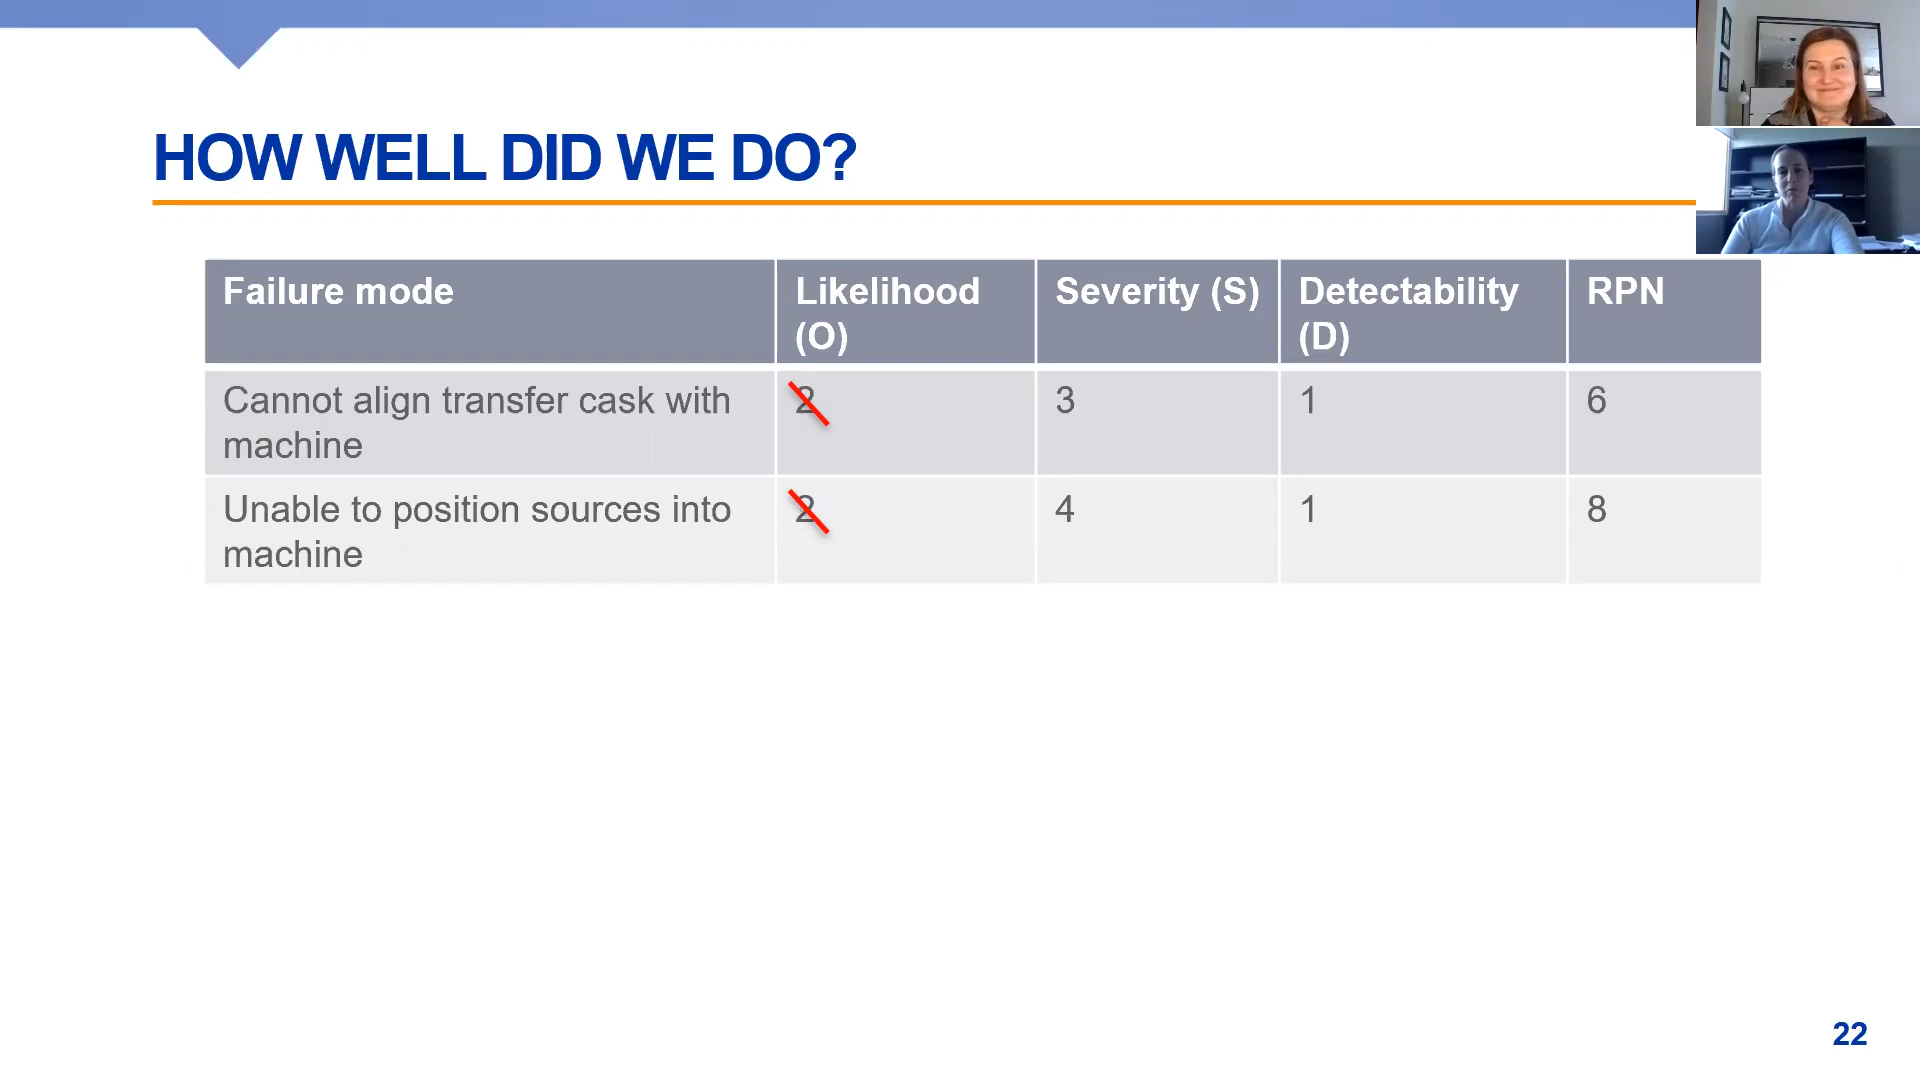 HOW WELL DID WE DO?
Failure mode
Likelihood (O)
Severity (S)
Detectability (D)
RPN
Cannot align transfer cask with machine
2
3
1
6
Unable to position sources into machine
2
4
1
8
22